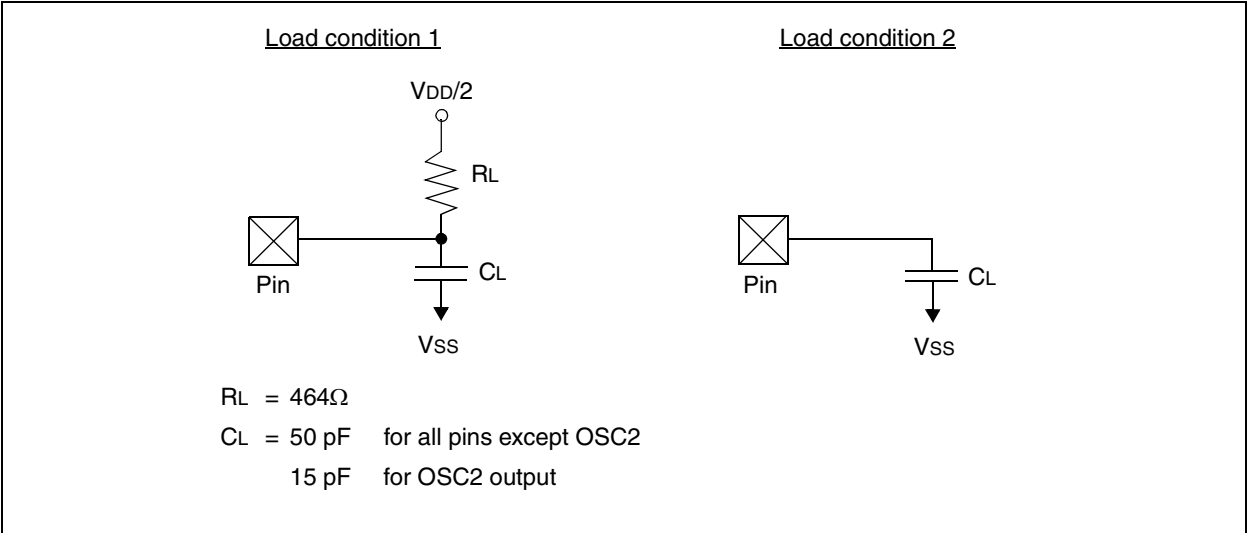 Load condition 1
Load condition 2
VDD/2
RL
CL
Pin
VSS
CL
Pin
VSS
RL = 464Ω
CL = 50 pF for all pins except OSC2
15 pF for OSC2 output